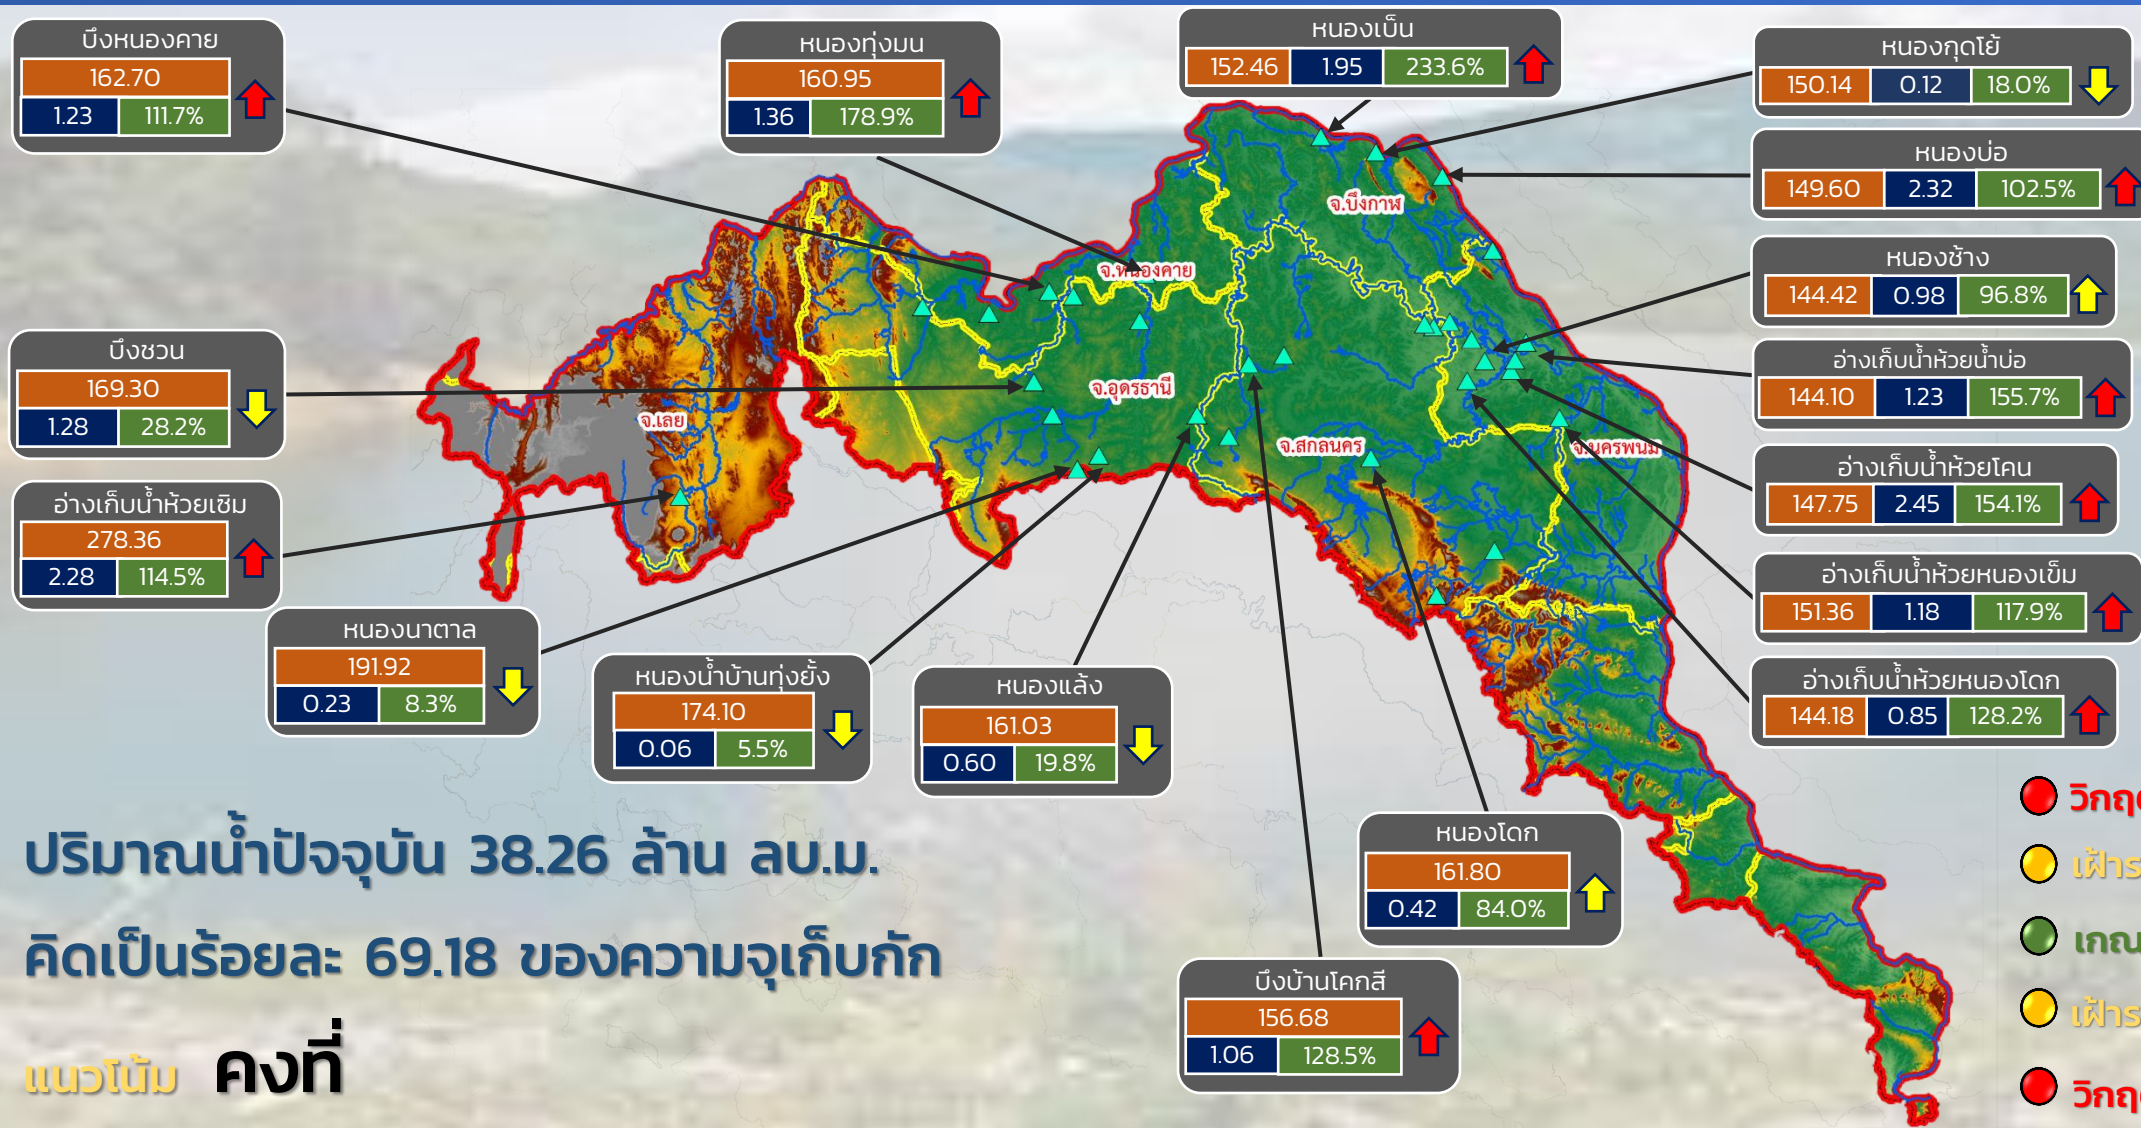 บึงหนองคาย
162.70
1.23 111.7%
หนองทุ่งมน
160.95
1.36 178.9%
หนองเบ็น
152.46 1.95 233.6%
หนองกุดโย้
150.14 0.12 18.0%
หนองบ่อ
149.60 2.32 102.5%
หนองช้าง
144.42 0.98 96.8%
อ่างเก็บน้ำห้วยน้ำบ่อ
144.10 1.23 155.7%
อ่างเก็บน้ำห้วยโคน
147.75 2.45 154.1%
อ่างเก็บน้ำห้วยหนองเข็ม
151.36 1.18 117.9%
อ่างเก็บน้ำห้วยหนองโดก
144.18 0.85 128.2%
บึงชวน
169.30
1.28 28.2%
อ่างเก็บน้ำห้วยเซิม
278.36
2.28 114.5%
หนองนาตาล
191.92
0.23 8.3%
หนองน้ำบ้านทุ่งยั้ง
174.10
0.06 5.5%
หนองแล้ง
161.03
0.60 19.8%
หนองโดก
161.80
0.42 84.0%
บึงบ้านโคกสี
156.68
1.06 128.5%
จ.บึงกาฬ
จ.หนองคาย
จ.อุดรธานี
จ.เลย
จ.สกลนคร
จ.นครพนม
ปริมาณน้ำปัจจุบัน 38.26 ล้าน ลบ.ม.
คิดเป็นร้อยละ 69.18 ของความจุเก็บกัก
แนวโน้ม คงที่